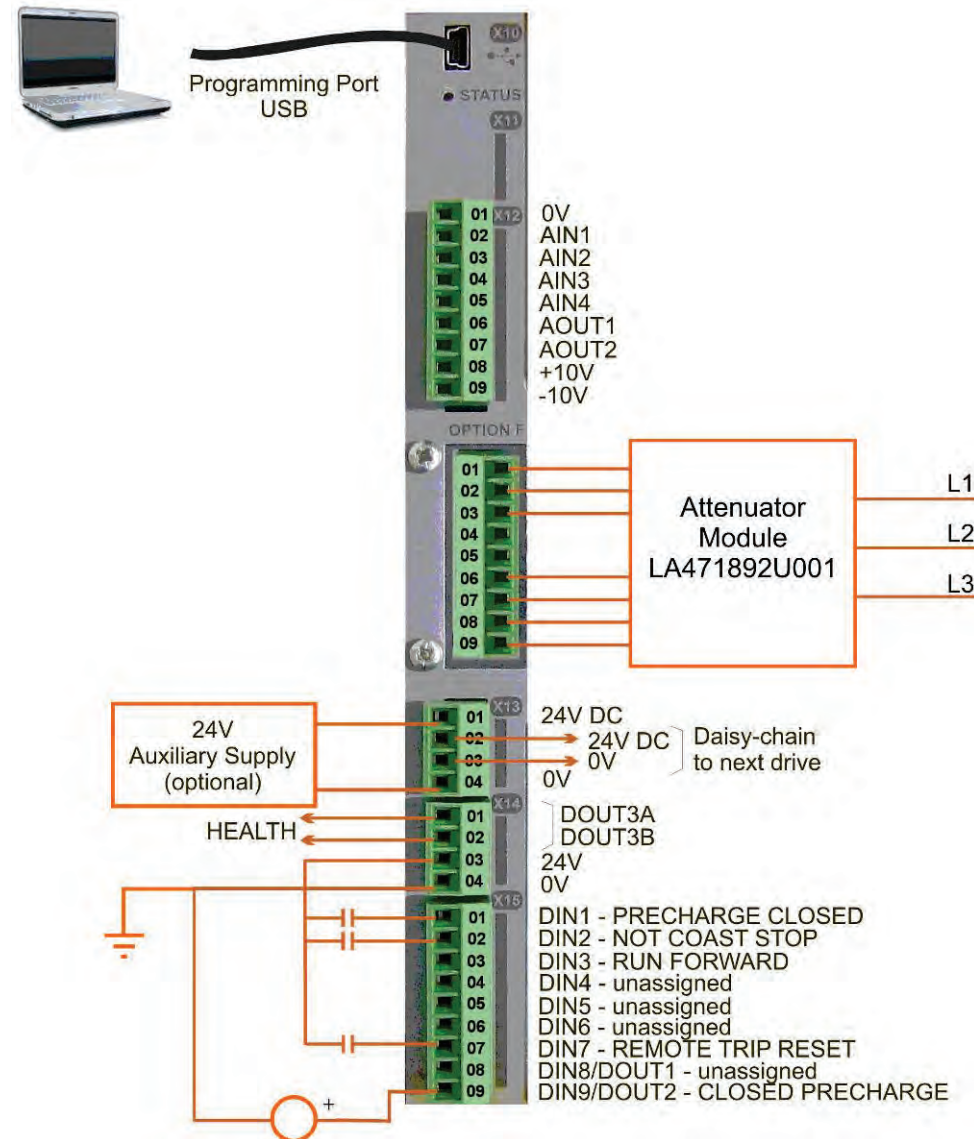 X10
Programming Port
USB
STATUS
X11
01 X12 0V
02 AIN1
03 AIN2
04 AIN3
05 AIN4
06 AOUT1
07 AOUT2
08 +10V
09 -10V
OPTION F
01
02
03
04
05
06
07
08
09
Attenuator
Module
LA471892U001
L1
L2
L3
24V
Auxiliary Supply
(optional)
X13
01 24V DC
02 24V DC
03 0V
04 0V
Daisy-chain
to next drive
HEALTH
X14
01 DOUT3A
02 DOUT3B
03 24V
04 0V
X15
01 DIN1 - PRECHARGE CLOSED
02 DIN2 - NOT COAST STOP
03 DIN3 - RUN FORWARD
04 DIN4 - unassigned
05 DIN5 - unassigned
06 DIN6 - unassigned
07 DIN7 - REMOTE TRIP RESET
08 DIN8/DOUT1 - unassigned
09 DIN9/DOUT2 - CLOSED PRECHARGE
+